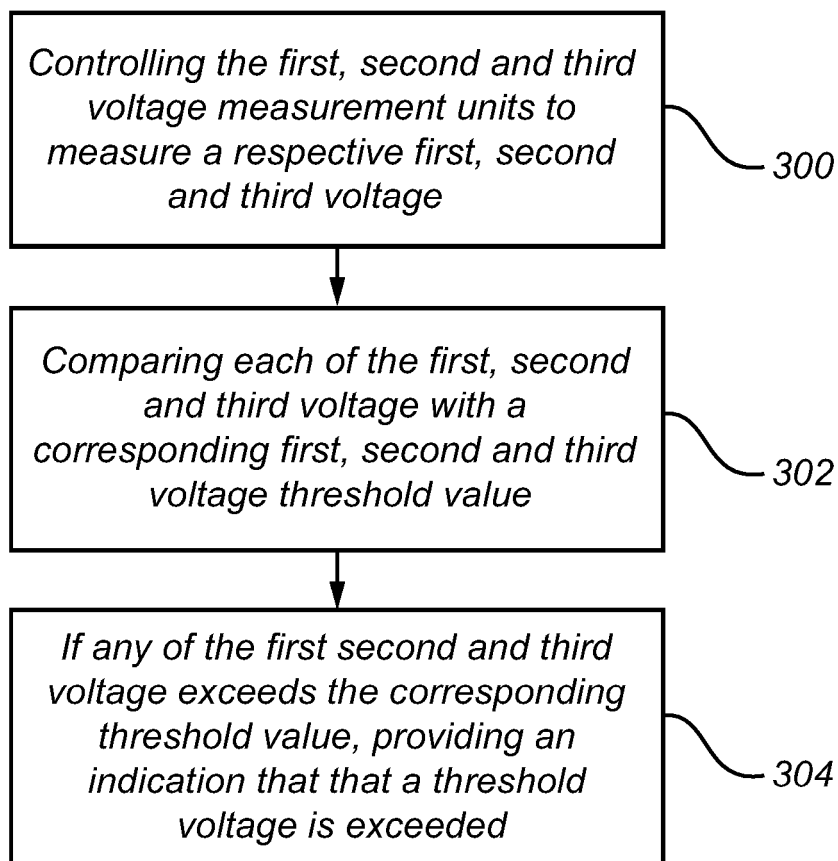 Controlling the first, second and third
voltage measurement units to
measure a respective first, second
and third voltage
300
Comparing each of the first, second
and third voltage with a
corresponding first, second and third
voltage threshold value
302
If any of the first second and third
voltage exceeds the corresponding
threshold value, providing an
indication that that a threshold
voltage is exceeded
304